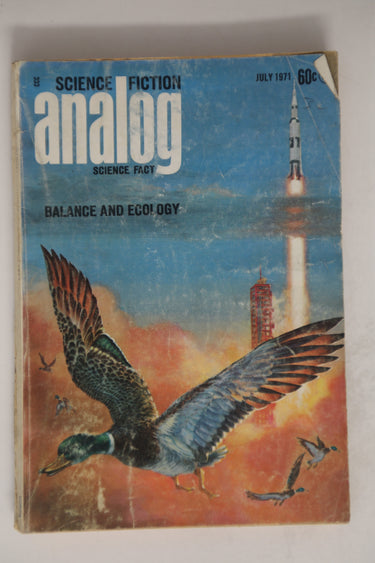 SCIENCE FICTION
JULY 1971 60c
analog
SCIENCE FACT
BALANCE AND ECOLOGY